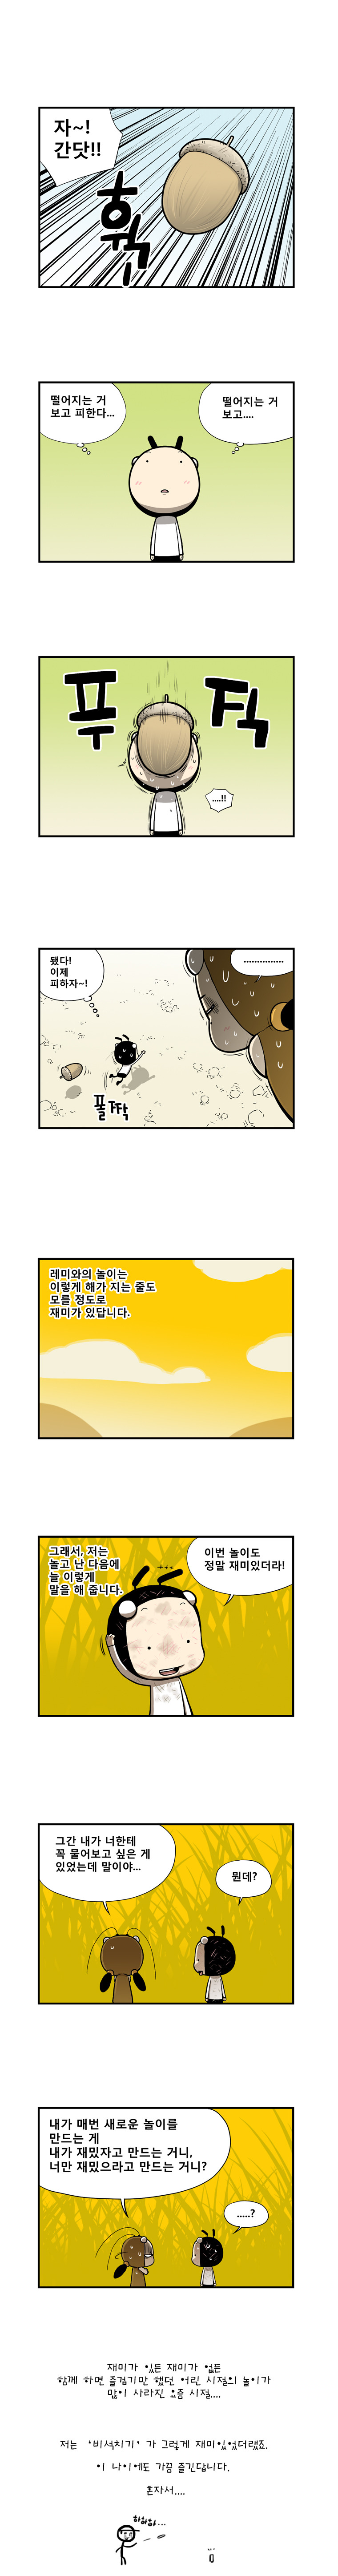 자~!
간닷!!
휙!
떨어지는 거
보고 피한다...
떨어지는 거
보고....
푸 적
....!!
됐다!
이제
피하자~!
...............
폴짝
레미와의 놀이는
이렇게 해가 지는 줄도
모를 정도로
재미가 있답니다.
그래서, 저는
놀고 난 다음에
늘 이렇게
말을 해 줍니다.
이번 놀이도
정말 재미있더라!
그간 내가 너한테
꼭 물어보고 싶은 게
있었는데 말이야...
뭔데?
내가 매번 새로운 놀이를
만드는 게
내가 재밌자고 만드는 거니,
너만 재밌으라고 만드는 거니?
.....?
재미가 있든 재미가 없든
함께 하면 즐겁기만 했던 어린 시절의 놀이가
많이 사라진 요즘 시절....
저는 '비석치기' 가 그렇게 재미있었더랬죠.
이 나이에도 가끔 즐긴답니다.
혼자서....